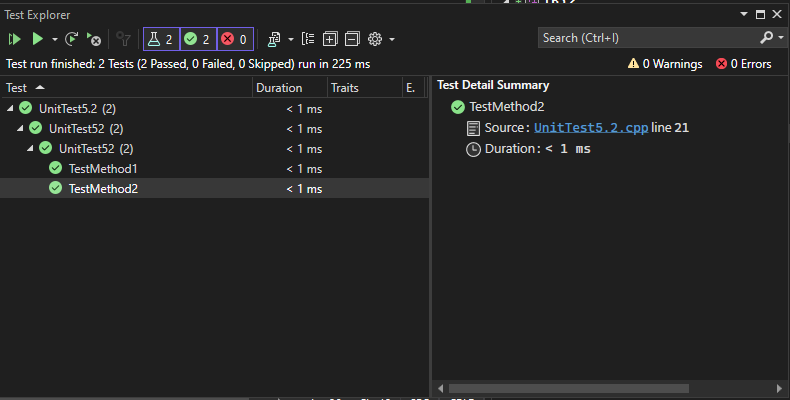 Test Explorer
2 2 0
Search (Ctrl+I)
Test run finished: 2 Tests (2 Passed, 0 Failed, 0 Skipped) run in 225 ms
0 Warnings 0 Errors
Test Duration Traits E.
UnitTest5.2 (2) < 1 ms
UnitTest52 (2) < 1 ms
UnitTest52 (2) < 1 ms
TestMethod1 < 1 ms
TestMethod2 < 1 ms
Test Detail Summary
TestMethod2
Source: UnitTest5.2.cpp line 21
Duration: < 1 ms